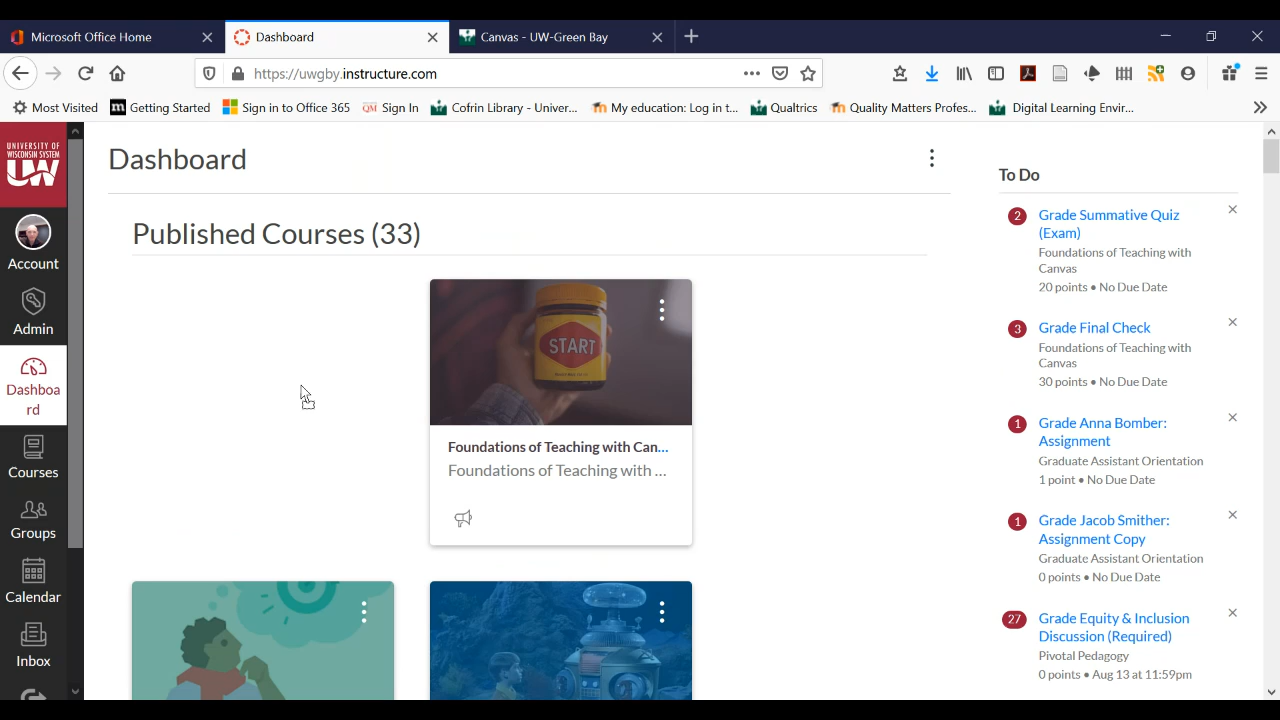 Microsoft Office Home
Dashboard
Canvas - UW-Green Bay
https://uwgby.instructure.com
Most Visited
Getting Started
Sign in to Office 365
QM Sign In
Cofrin Library - Univer...
My education: Log in t...
Qualtrics
Quality Matters Profes...
Digital Learning Envir...
UNIVERSITY OF
WISCONSIN SYSTEM
UW
Account
Admin
Dashboa
rd
Courses
Groups
Calendar
Inbox
Dashboard
Published Courses (33)
START
Foundations of Teaching with Can...
Foundations of Teaching with ...
To Do
2
Grade Summative Quiz
(Exam)
Foundations of Teaching with
Canvas
20 points • No Due Date
3
Grade Final Check
Foundations of Teaching with
Canvas
30 points • No Due Date
1
Grade Anna Bomber:
Assignment
Graduate Assistant Orientation
1 point • No Due Date
1
Grade Jacob Smither:
Assignment Copy
Graduate Assistant Orientation
0 points • No Due Date
27
Grade Equity & Inclusion
Discussion (Required)
Pivotal Pedagogy
0 points • Aug 13 at 11:59pm